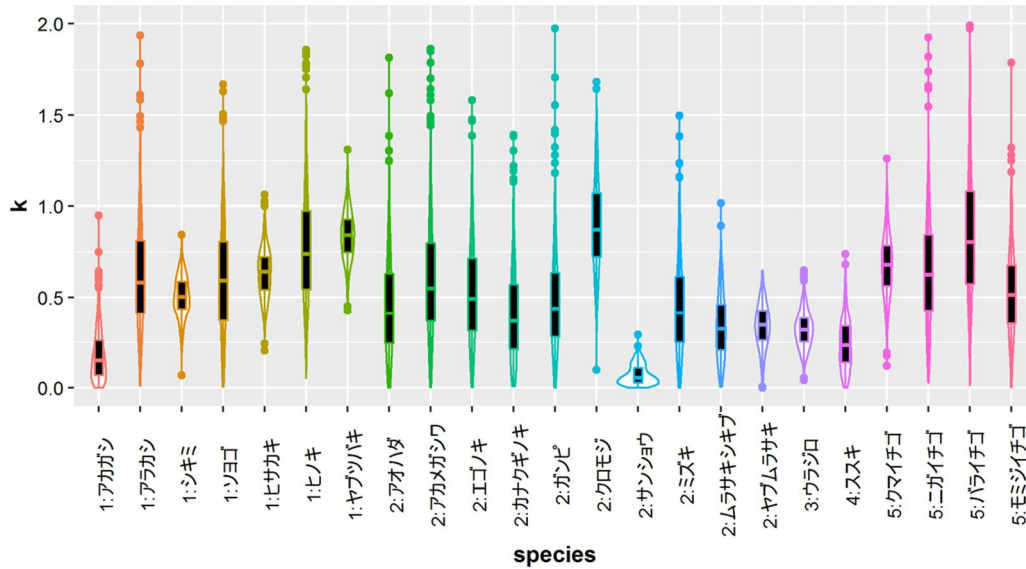 k
2.0
1.5
1.0
0.5
0.0
1:アカガシ
1:アラカシ
1:シキミ
1:ソヨゴ
1:ヒサカキ
1:ヒノキ
1:ヤブツバキ
2:アオハダ
2:アカメガシワ
2:エゴノキ
2:カナクギノキ
2:ガンピ
2:クロモジ
2:サンショウ
2:ミズキ
2:ムラサキシキブ
2:ヤブムラサキ
3:ウラジロ
4:ススキ
5:クマイチゴ
5:ニガイチゴ
5:バライチゴ
5:モミジイチゴ
species